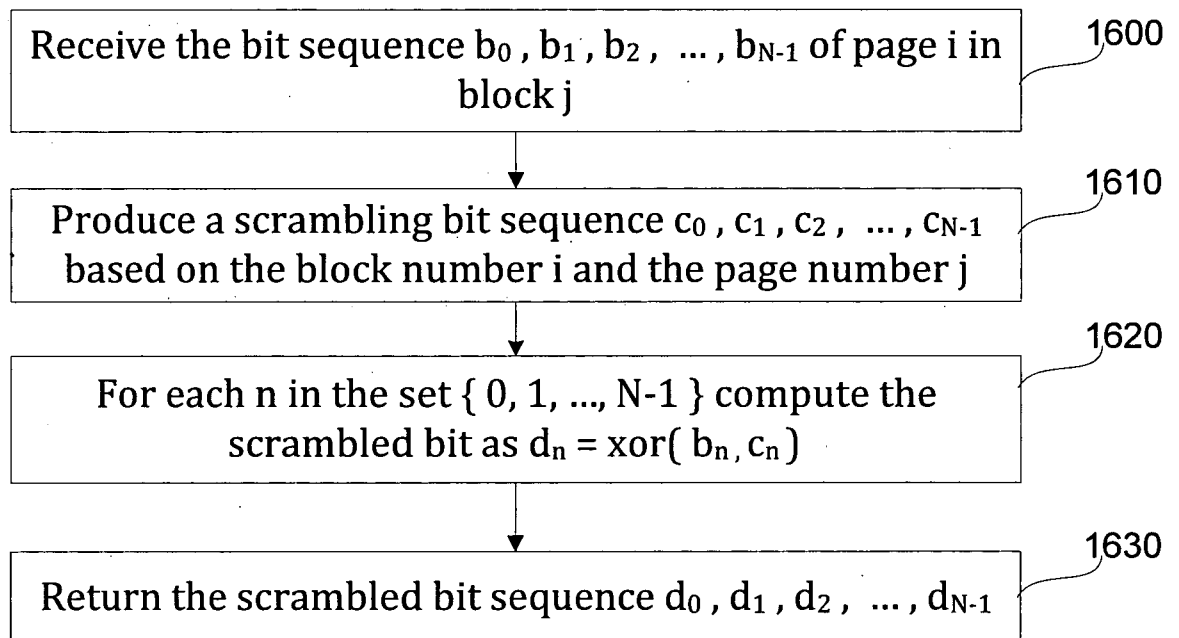 Receive the bit sequence b₀ , b₁ , b₂ , ... , b_N-1 of page i in
block j
1600
Produce a scrambling bit sequence c₀ , c₁ , c₂ , ... , c_N-1
based on the block number i and the page number j
1610
For each n in the set { 0, 1, ..., N-1 } compute the
scrambled bit as dₙ = xor( bₙ , cₙ )
1620
Return the scrambled bit sequence d₀ , d₁ , d₂ , ... , d_N-1
1630